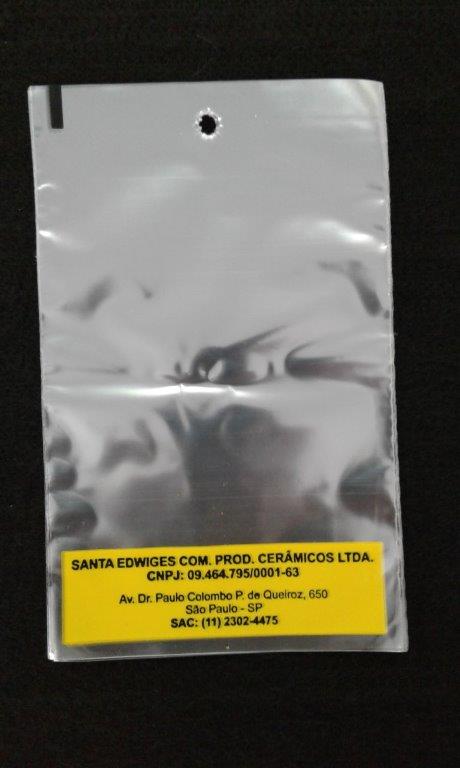 SANTA EDWIGES COM. PROD. CERÂMICOS LTDA.
CNPJ: 09.464.795/0001-63
Av. Dr. Paulo Colombo P. de Queiroz, 650
São Paulo - SP
SAC: (11) 2302-4475